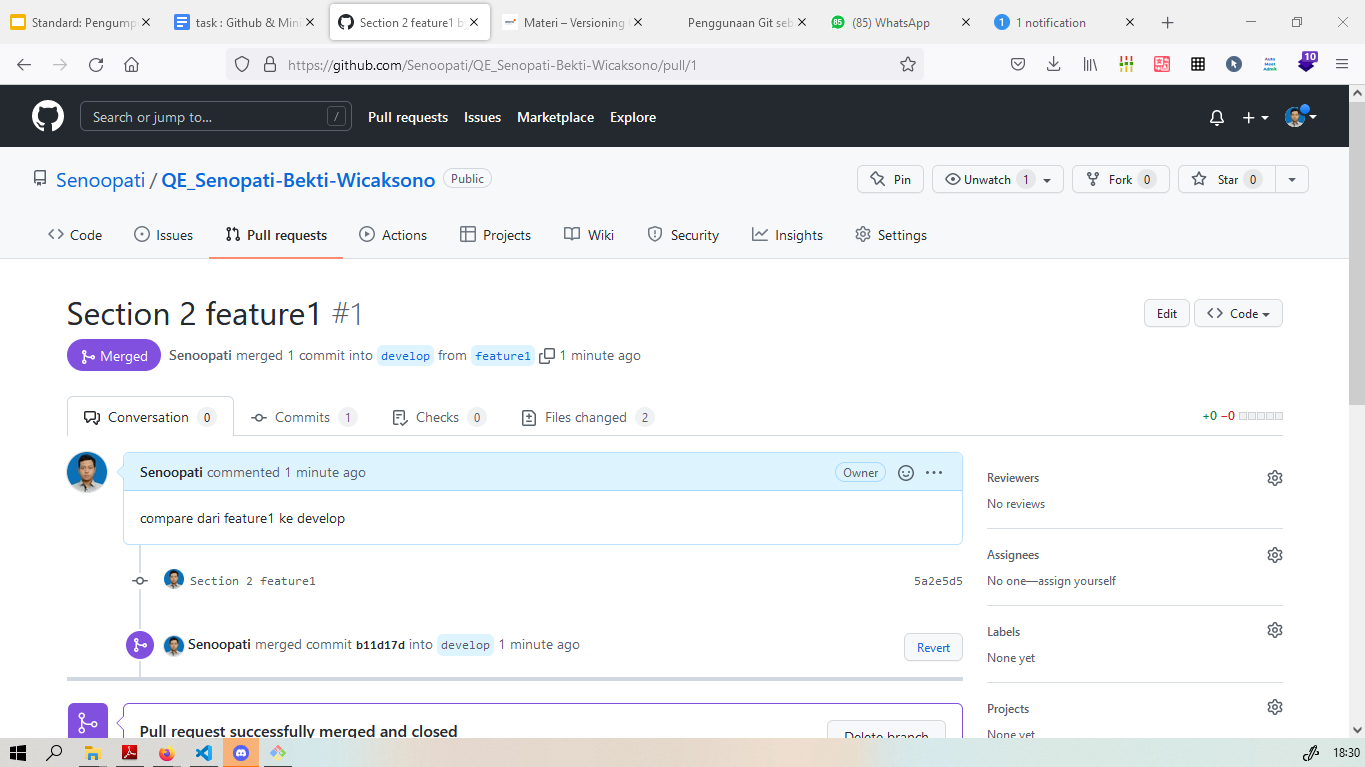 Standard: Pengump
task : Github & Mini
Section 2 feature1 by
Materi – Versioning
Penggunaan Git seb
(85) WhatsApp
1 notification
https://github.com/Senoopati/QE_Senopati-Bekti-Wicaksono/pull/1
10
Search or jump to... /
Pull requests Issues Marketplace Explore
Senoopati / QE_Senopati-Bekti-Wicaksono Public
Pin Unwatch 1 Fork 0 Star 0
Code Issues Pull requests Actions Projects Wiki Security Insights Settings
Section 2 feature1 #1
Edit Code
Merged Senoopati merged 1 commit into develop from feature1 1 minute ago
Conversation 0 Commits 1 Checks 0 Files changed 2
+0 −0
Senoopati commented 1 minute ago Owner
compare dari feature1 ke develop
Section 2 feature1 5a2e5d5
Senoopati merged commit b11d17d into develop 1 minute ago Revert
Pull request successfully merged and closed
Delete branch
Reviewers
No reviews
Assignees
No one—assign yourself
Labels
None yet
Projects
None yet
18:30